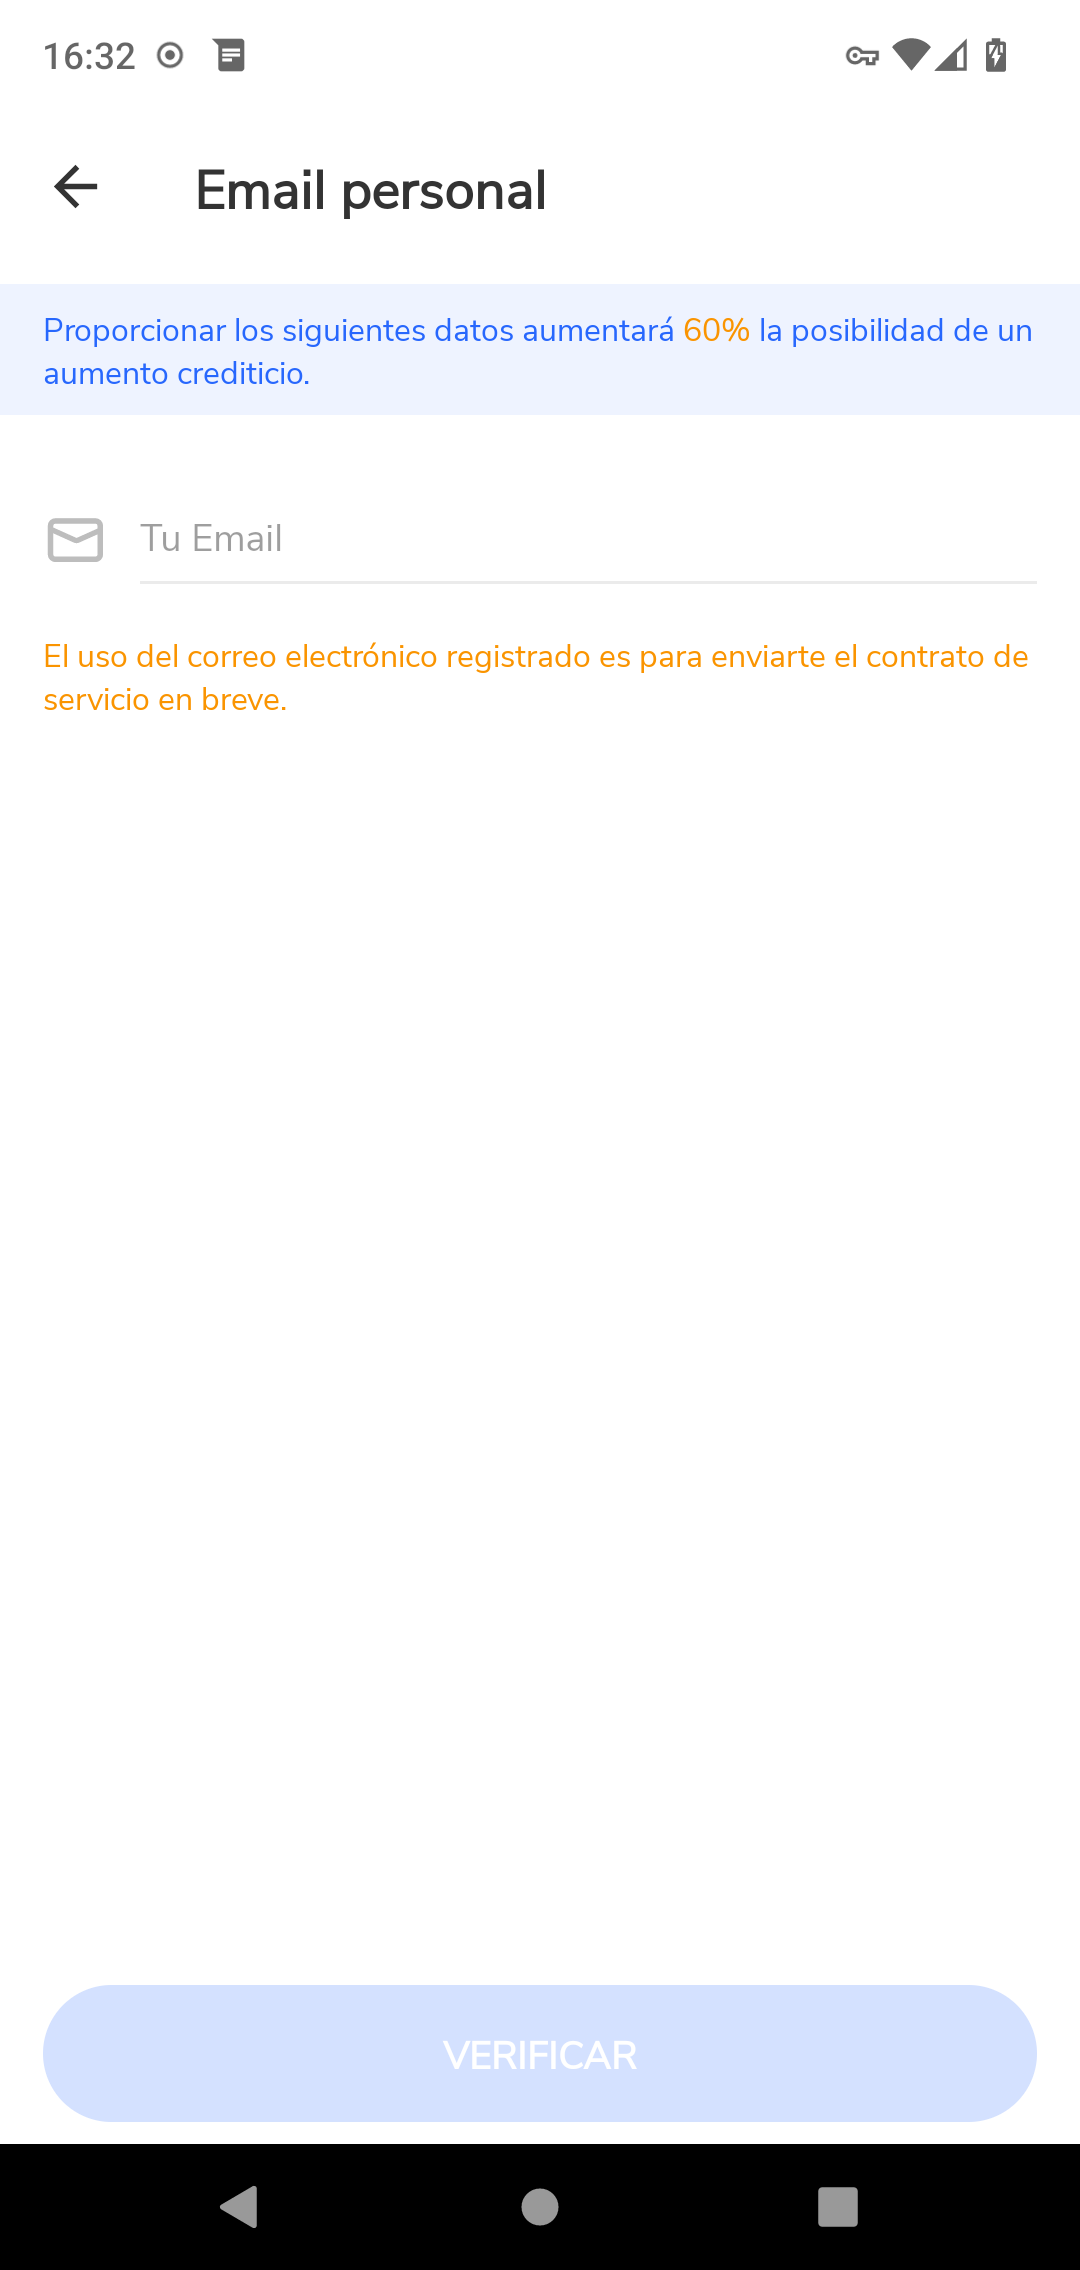 16:32
Email personal
Proporcionar los siguientes datos aumentará 60% la posibilidad de un
aumento crediticio.
Tu Email
El uso del correo electrónico registrado es para enviarte el contrato de
servicio en breve.
VERIFICAR